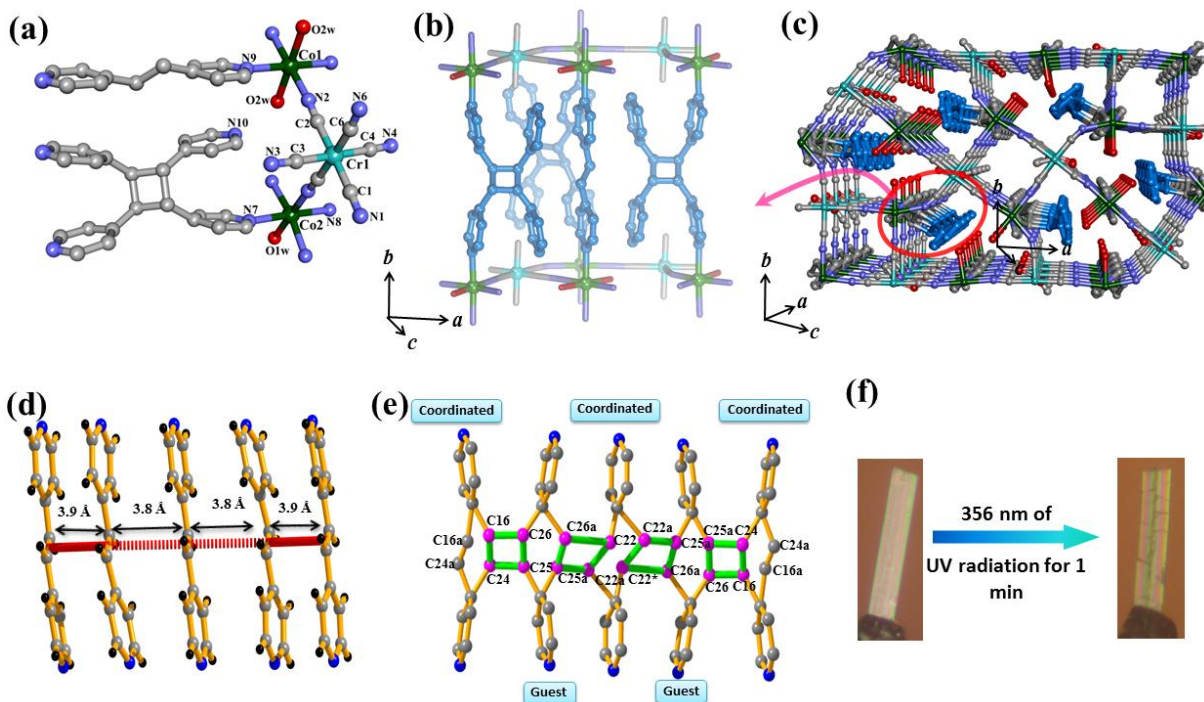 (a)
O2w
Co1
N9
O2w
N2
N6
C2
C6
C4
N4
N10
N3
C3
Cr1
C1
N1
N7
N8
Co2
O1w
(b)
b
a
c
(c)
b
a
b
a
c
(d)
3.9 Å
3.8 Å
3.8 Å
3.9 Å
(e)
Coordinated
Coordinated
Coordinated
C16
C26
C26a
C22
C22a
C25a
C24
C16a
C25a
C24a
C24a
C24
C25
C25a
C22a
C22*
C26a
C26
C16
C16a
Guest
Guest
(f)
356 nm of
UV radiation for 1
min